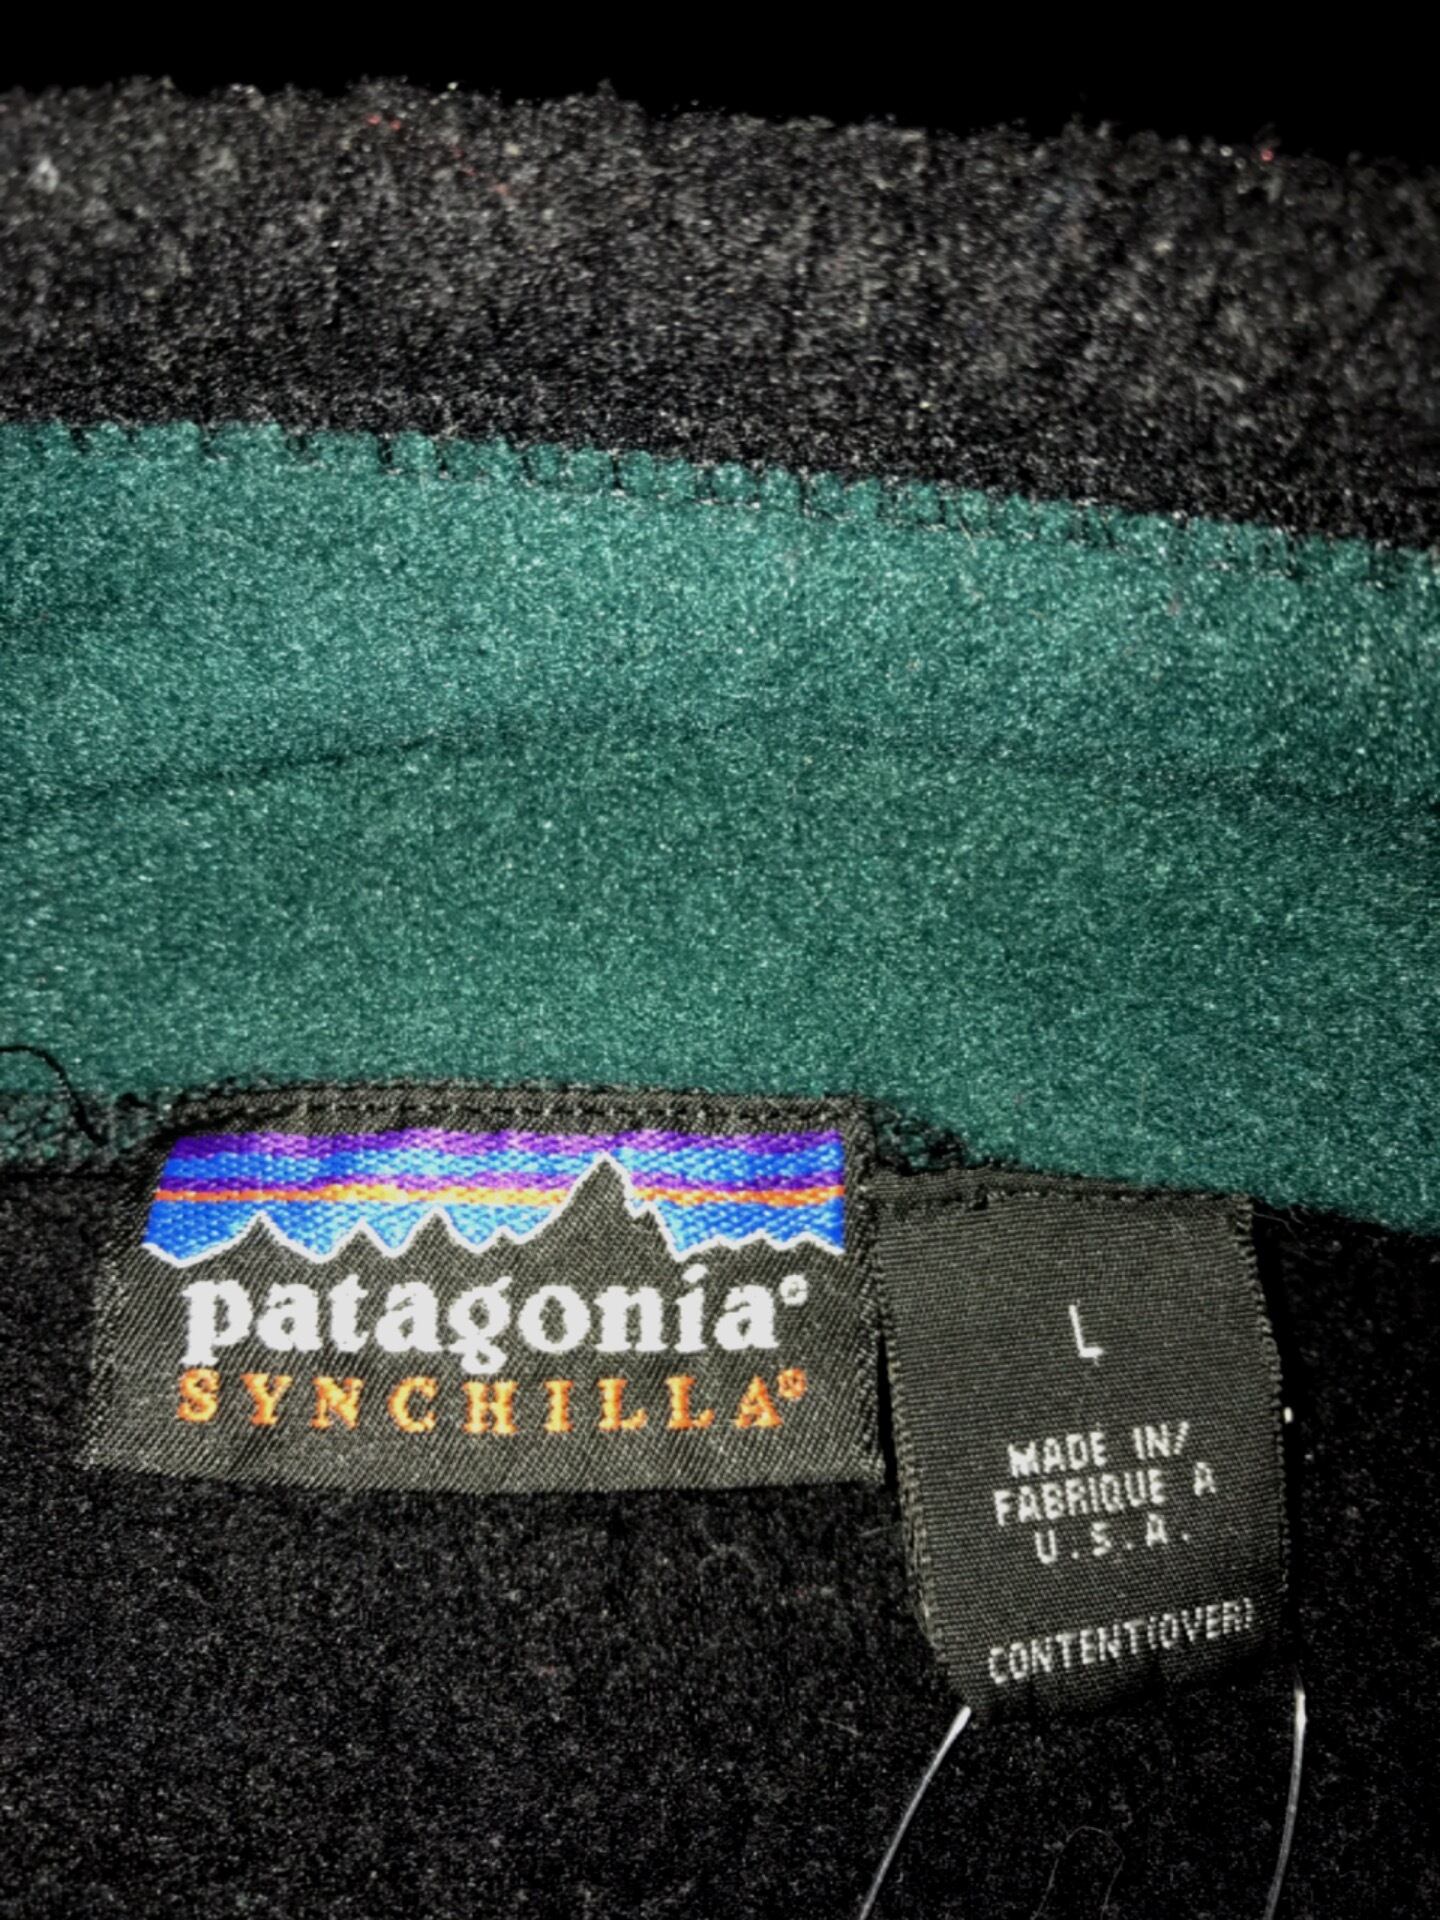 patagonia®
SYNCHILLA®
L
MADE IN/
FABRIQUE A
U.S.A.
CONTENT(OVER)